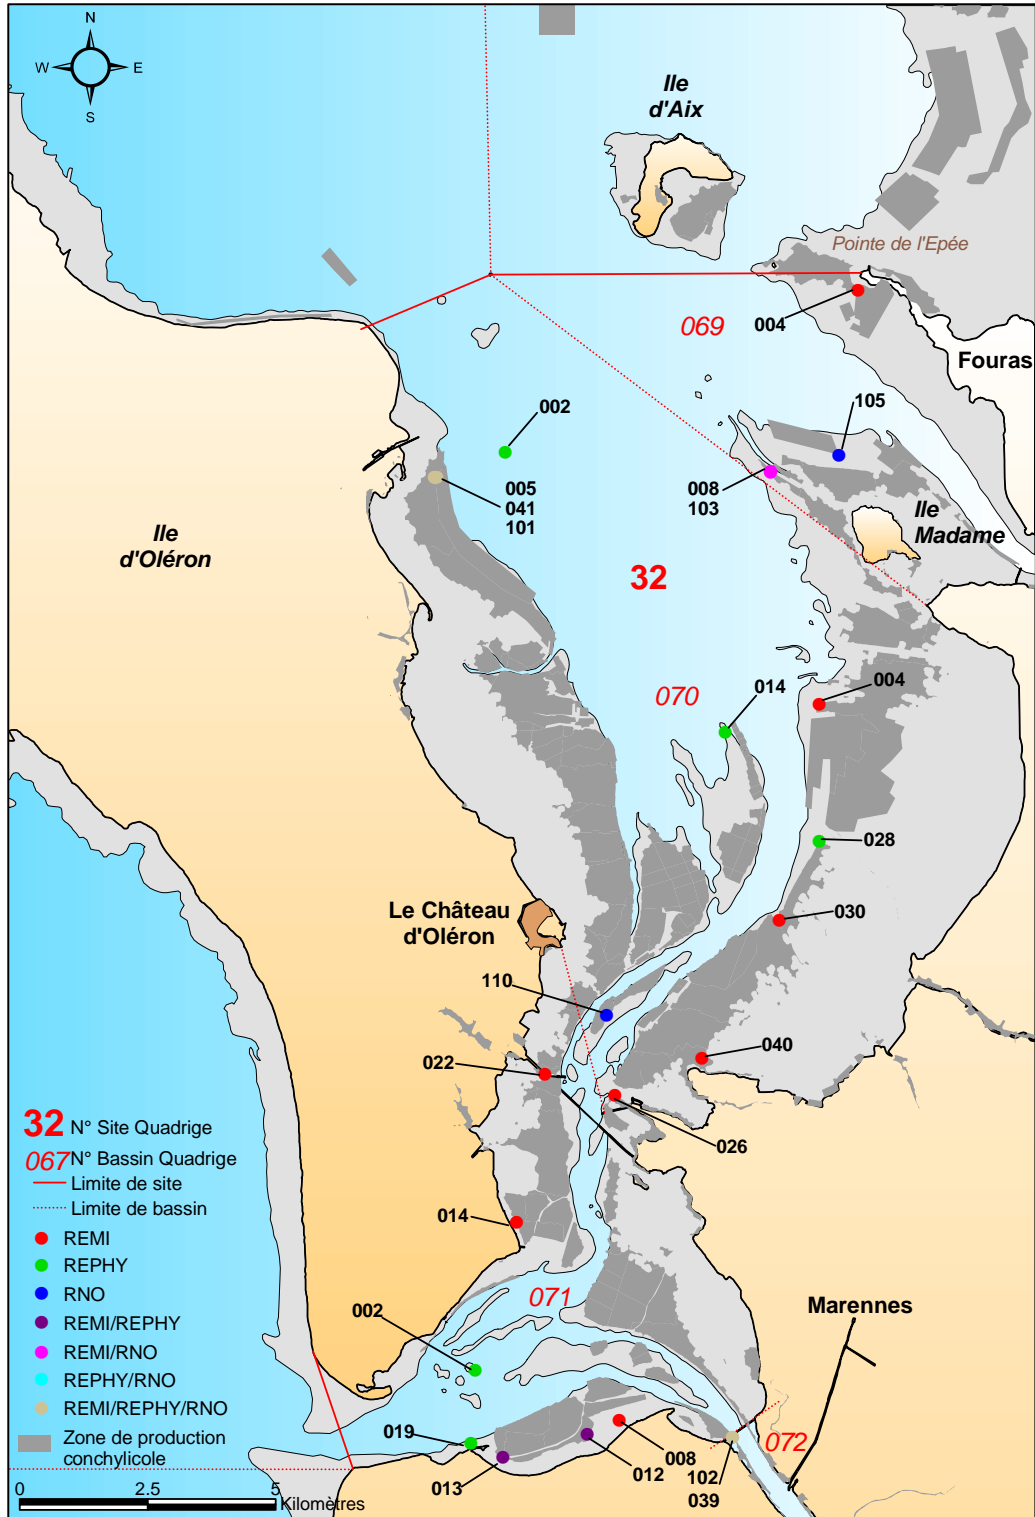 N
W
E
S
Ile
d'Aix
Pointe de l'Epée
069
004
Fouras
002
105
005
041
101
008
103
Ile
Madame
Ile
d'Oléron
32
070
014
004
028
030
Le Château
d'Oléron
110
022
040
026
014
071
002
Marennes
019
013
012
008
102
039
072
32 N° Site Quadrige
067 N° Bassin Quadrige
Limite de site
Limite de bassin
REMI
REPHY
RNO
REMI/REPHY
REMI/RNO
REPHY/RNO
REMI/REPHY/RNO
Zone de production
conchylicole
0 2.5 5
Kilomètres